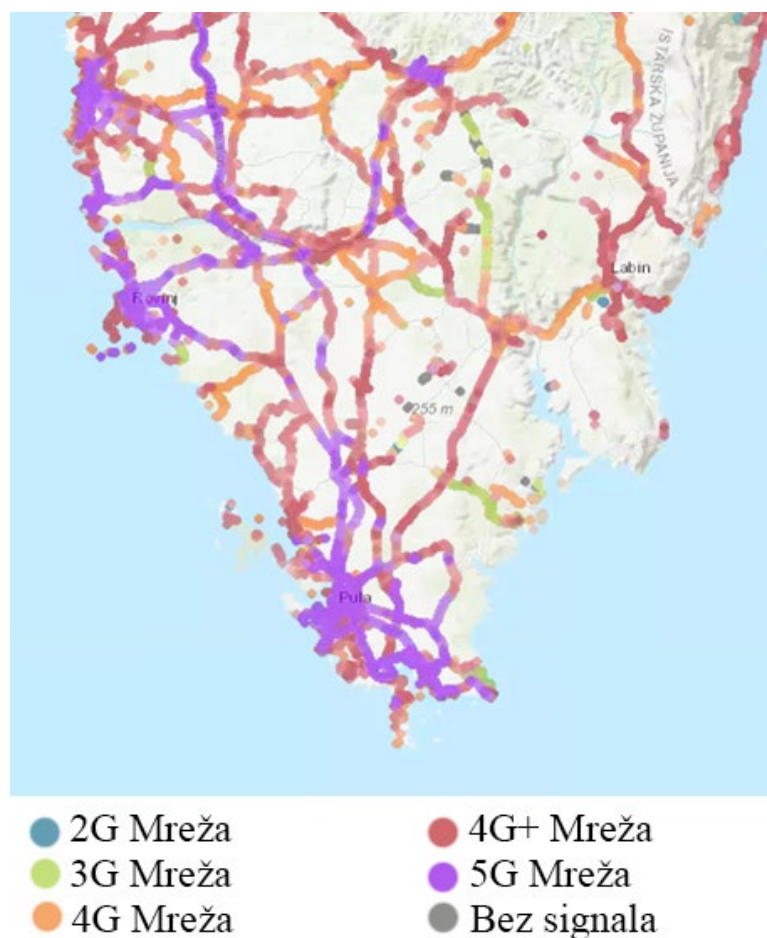 ISTARSKA ŽUPANIJA
Labin
Rovinj
255 m
Pula
2G Mreža
3G Mreža
4G Mreža
4G+ Mreža
5G Mreža
Bez signala